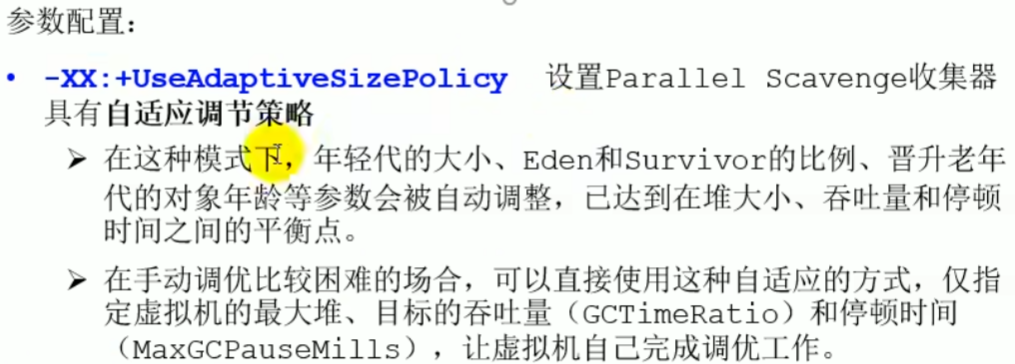 参数配置：
• -XX:+UseAdaptiveSizePolicy 设置Parallel Scavenge收集器
具有自适应调节策略
➢ 在这种模式下，年轻代的大小、Eden和Survivor的比例、晋升老年
代的对象年龄等参数会被自动调整，已达到在堆大小、吞吐量和停顿
时间之间的平衡点。
➢ 在手动调优比较困难的场合，可以直接使用这种自适应的方式，仅指
定虚拟机的最大堆、目标的吞吐量（GCTimeRatio）和停顿时间
（MaxGCPauseMills），让虚拟机自己完成调优工作。